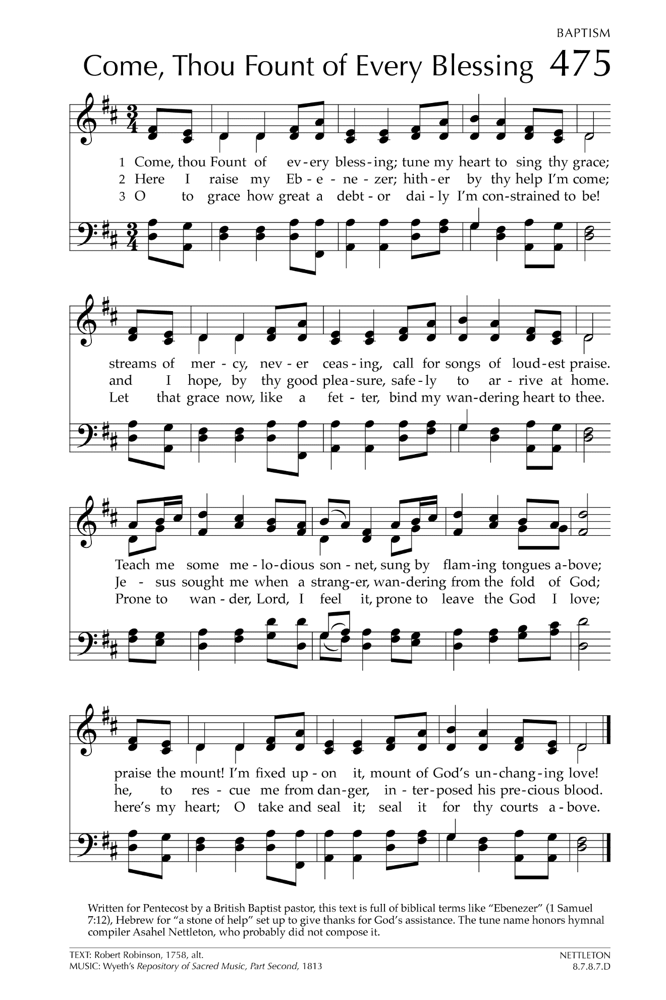 BAPTISM
Come, Thou Fount of Every Blessing 475
3
4
1 Come, thou Fount of ev-ery bless-ing; tune my heart to sing thy grace;
2 Here I raise my Eb - e - ne - zer; hith-er by thy help I'm come;
3 O to grace how great a debt - or dai - ly I'm con-strained to be!
3
4
streams of mer - cy, nev - er ceas - ing, call for songs of loud-est praise.
and I hope, by thy good plea-sure, safe-ly to ar - rive at home.
Let that grace now, like a fet - ter, bind my wan-dering heart to thee.
Teach me some me - lo-dious son - net, sung by flam-ing tongues a-bove;
Je - sus sought me when a strang-er, wan-dering from the fold of God;
Prone to wan - der, Lord, I feel it, prone to leave the God I love;
praise the mount! I'm fixed up - on it, mount of God's un-chang-ing love!
he, to res - cue me from dan-ger, in - ter-posed his pre-cious blood.
here's my heart; O take and seal it; seal it for thy courts a - bove.
Written for Pentecost by a British Baptist pastor, this text is full of biblical terms like “Ebenezer” (1 Samuel
7:12), Hebrew for “a stone of help” set up to give thanks for God's assistance. The tune name honors hymnal
compiler Asahel Nettleton, who probably did not compose it.
TEXT: Robert Robinson, 1758, alt.
MUSIC: Wyeth's Repository of Sacred Music, Part Second, 1813
NETTLETON
8.7.8.7.D